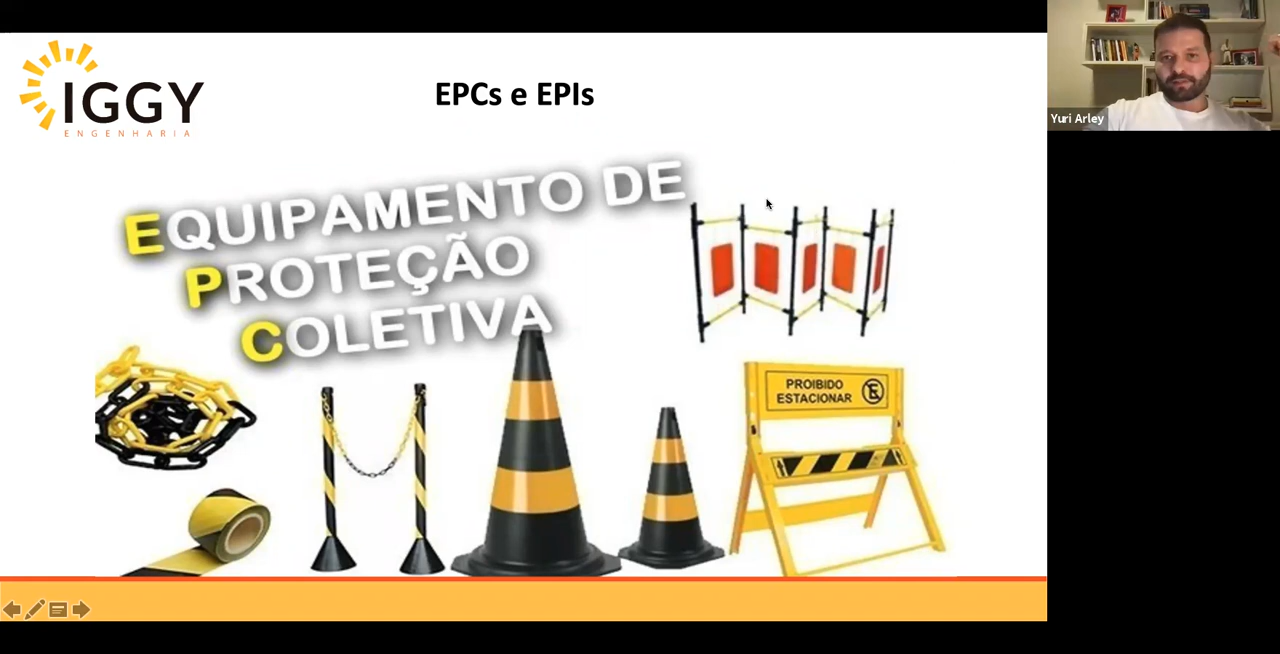 IGGY
ENGENHARIA
EPCs e EPIs
EQUIPAMENTO DE
PROTEÇÃO
COLETIVA
PROIBIDO
ESTACIONAR
E
Yuri Arley